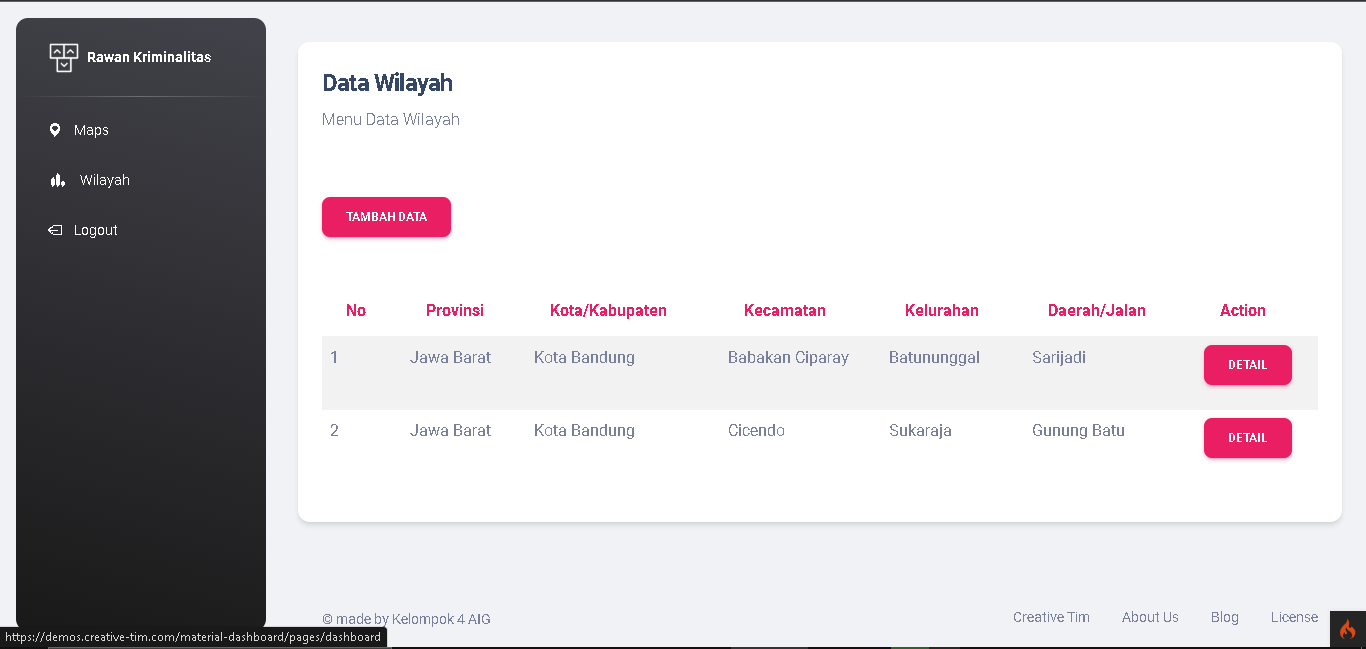 Rawan Kriminalitas
Maps
Wilayah
Logout
Data Wilayah
Menu Data Wilayah
TAMBAH DATA
No Provinsi Kota/Kabupaten Kecamatan Kelurahan Daerah/Jalan Action
1 Jawa Barat Kota Bandung Babakan Ciparay Batununggal Sarijadi DETAIL
2 Jawa Barat Kota Bandung Cicendo Sukaraja Gunung Batu DETAIL
© made by Kelempok 4 AIG
Creative Tim About Us Blog License
https://demos.creative-tim.com/material-dashboard/pages/dashboard